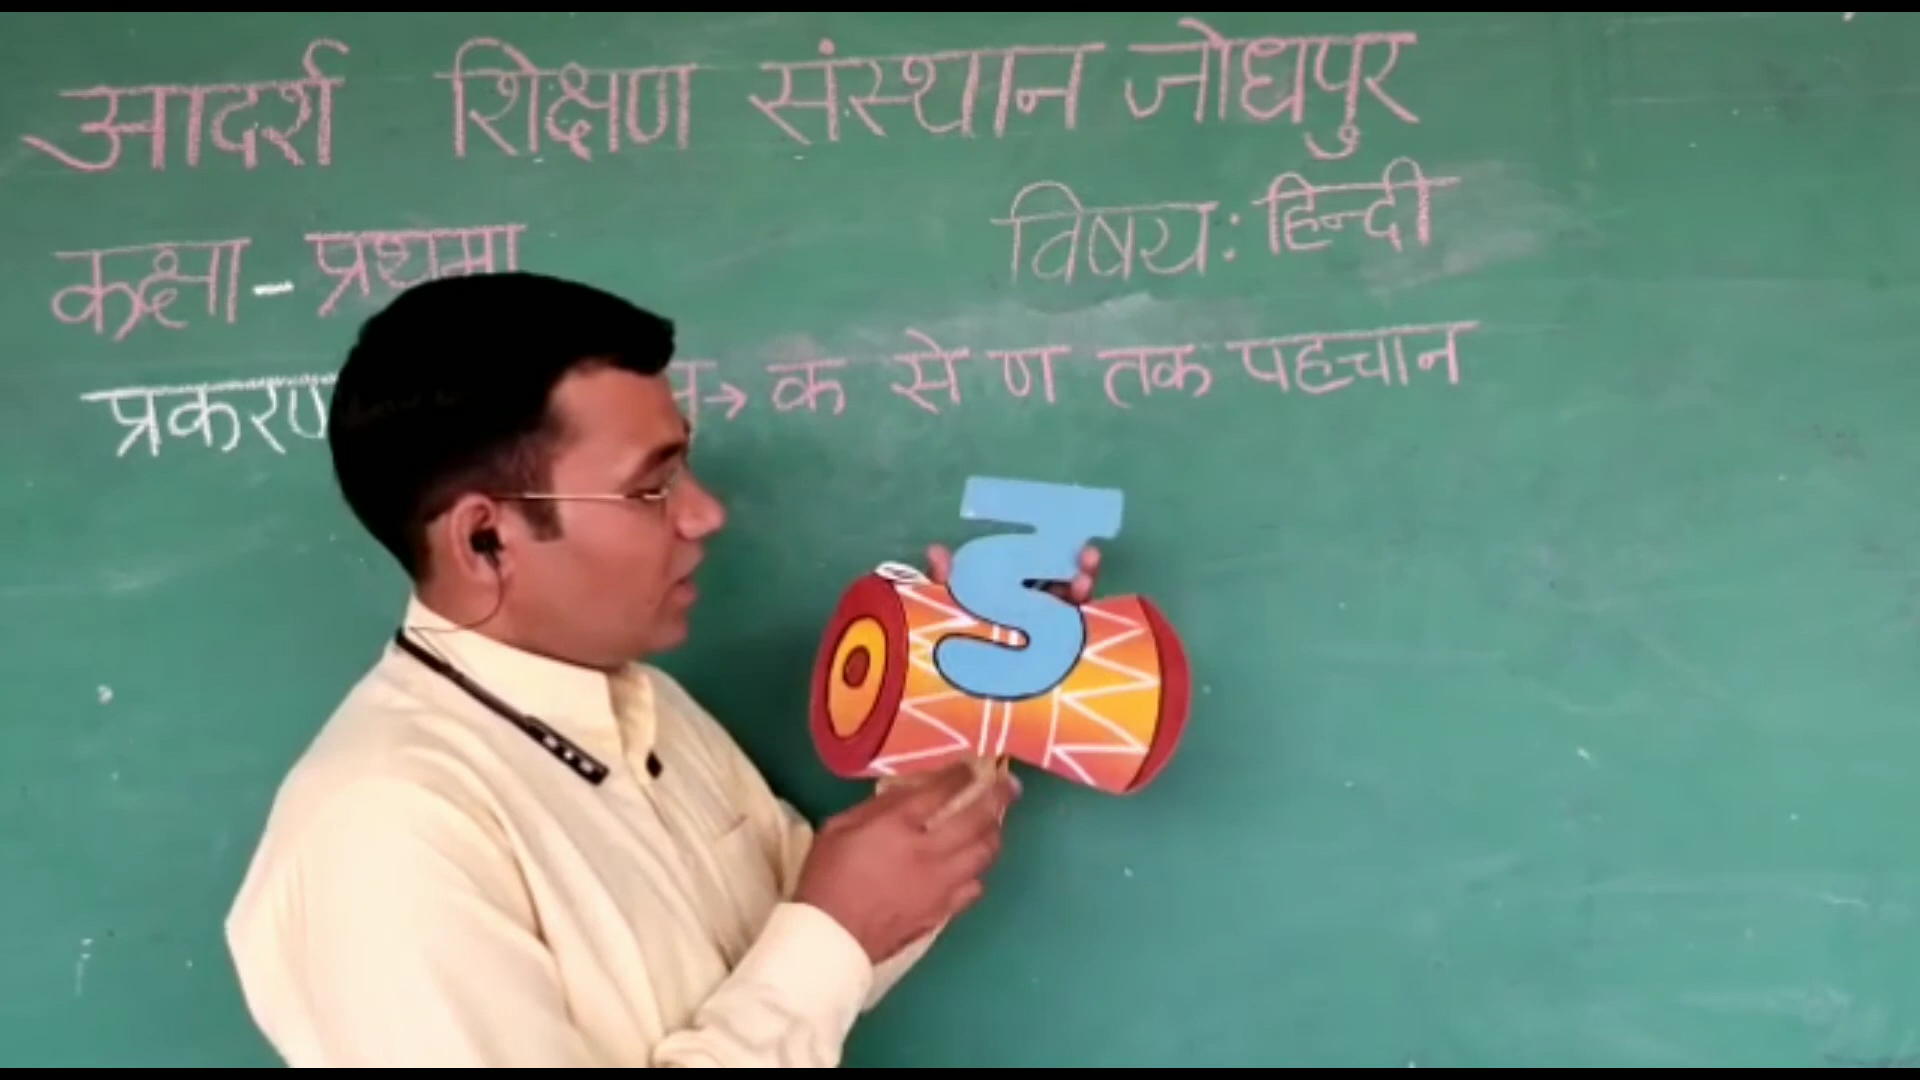 आदर्श शिक्षण संस्थान जोधपुर
कक्षा - प्रथमा
विषय: हिन्दी
प्रकरण → क से ण तक पहचान
ड